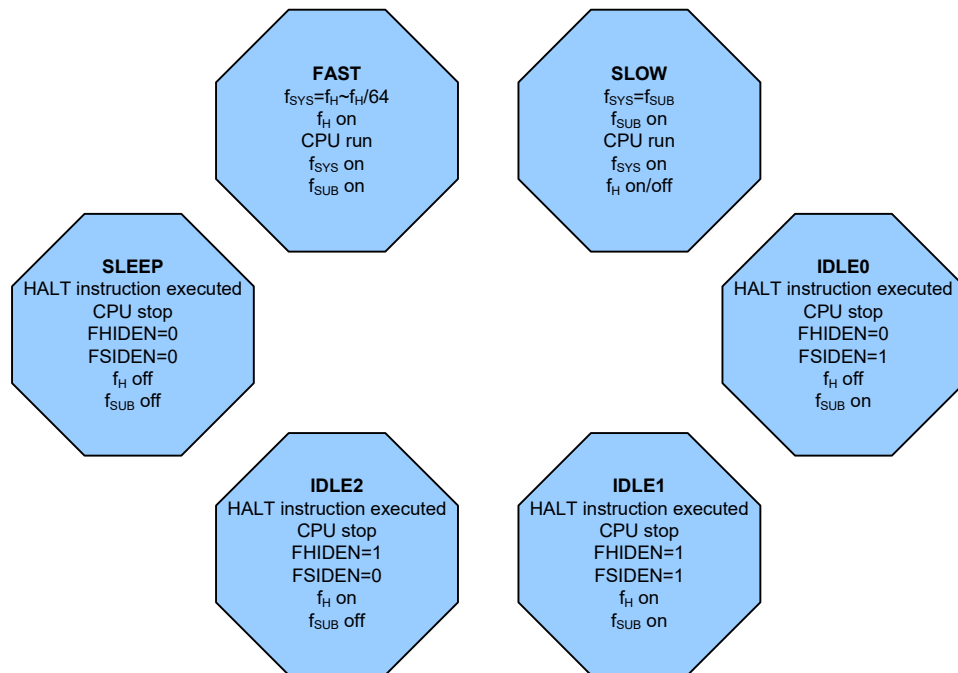 FAST
fSYS=fH~fH/64
fH on
CPU run
fSYS on
fSUB on
SLOW
fSYS=fSUB
fSUB on
CPU run
fSYS on
fH on/off
SLEEP
HALT instruction executed
CPU stop
FHIDEN=0
FSIDEN=0
fH off
fSUB off
IDLE0
HALT instruction executed
CPU stop
FHIDEN=0
FSIDEN=1
fH off
fSUB on
IDLE2
HALT instruction executed
CPU stop
FHIDEN=1
FSIDEN=0
fH on
fSUB off
IDLE1
HALT instruction executed
CPU stop
FHIDEN=1
FSIDEN=1
fH on
fSUB on